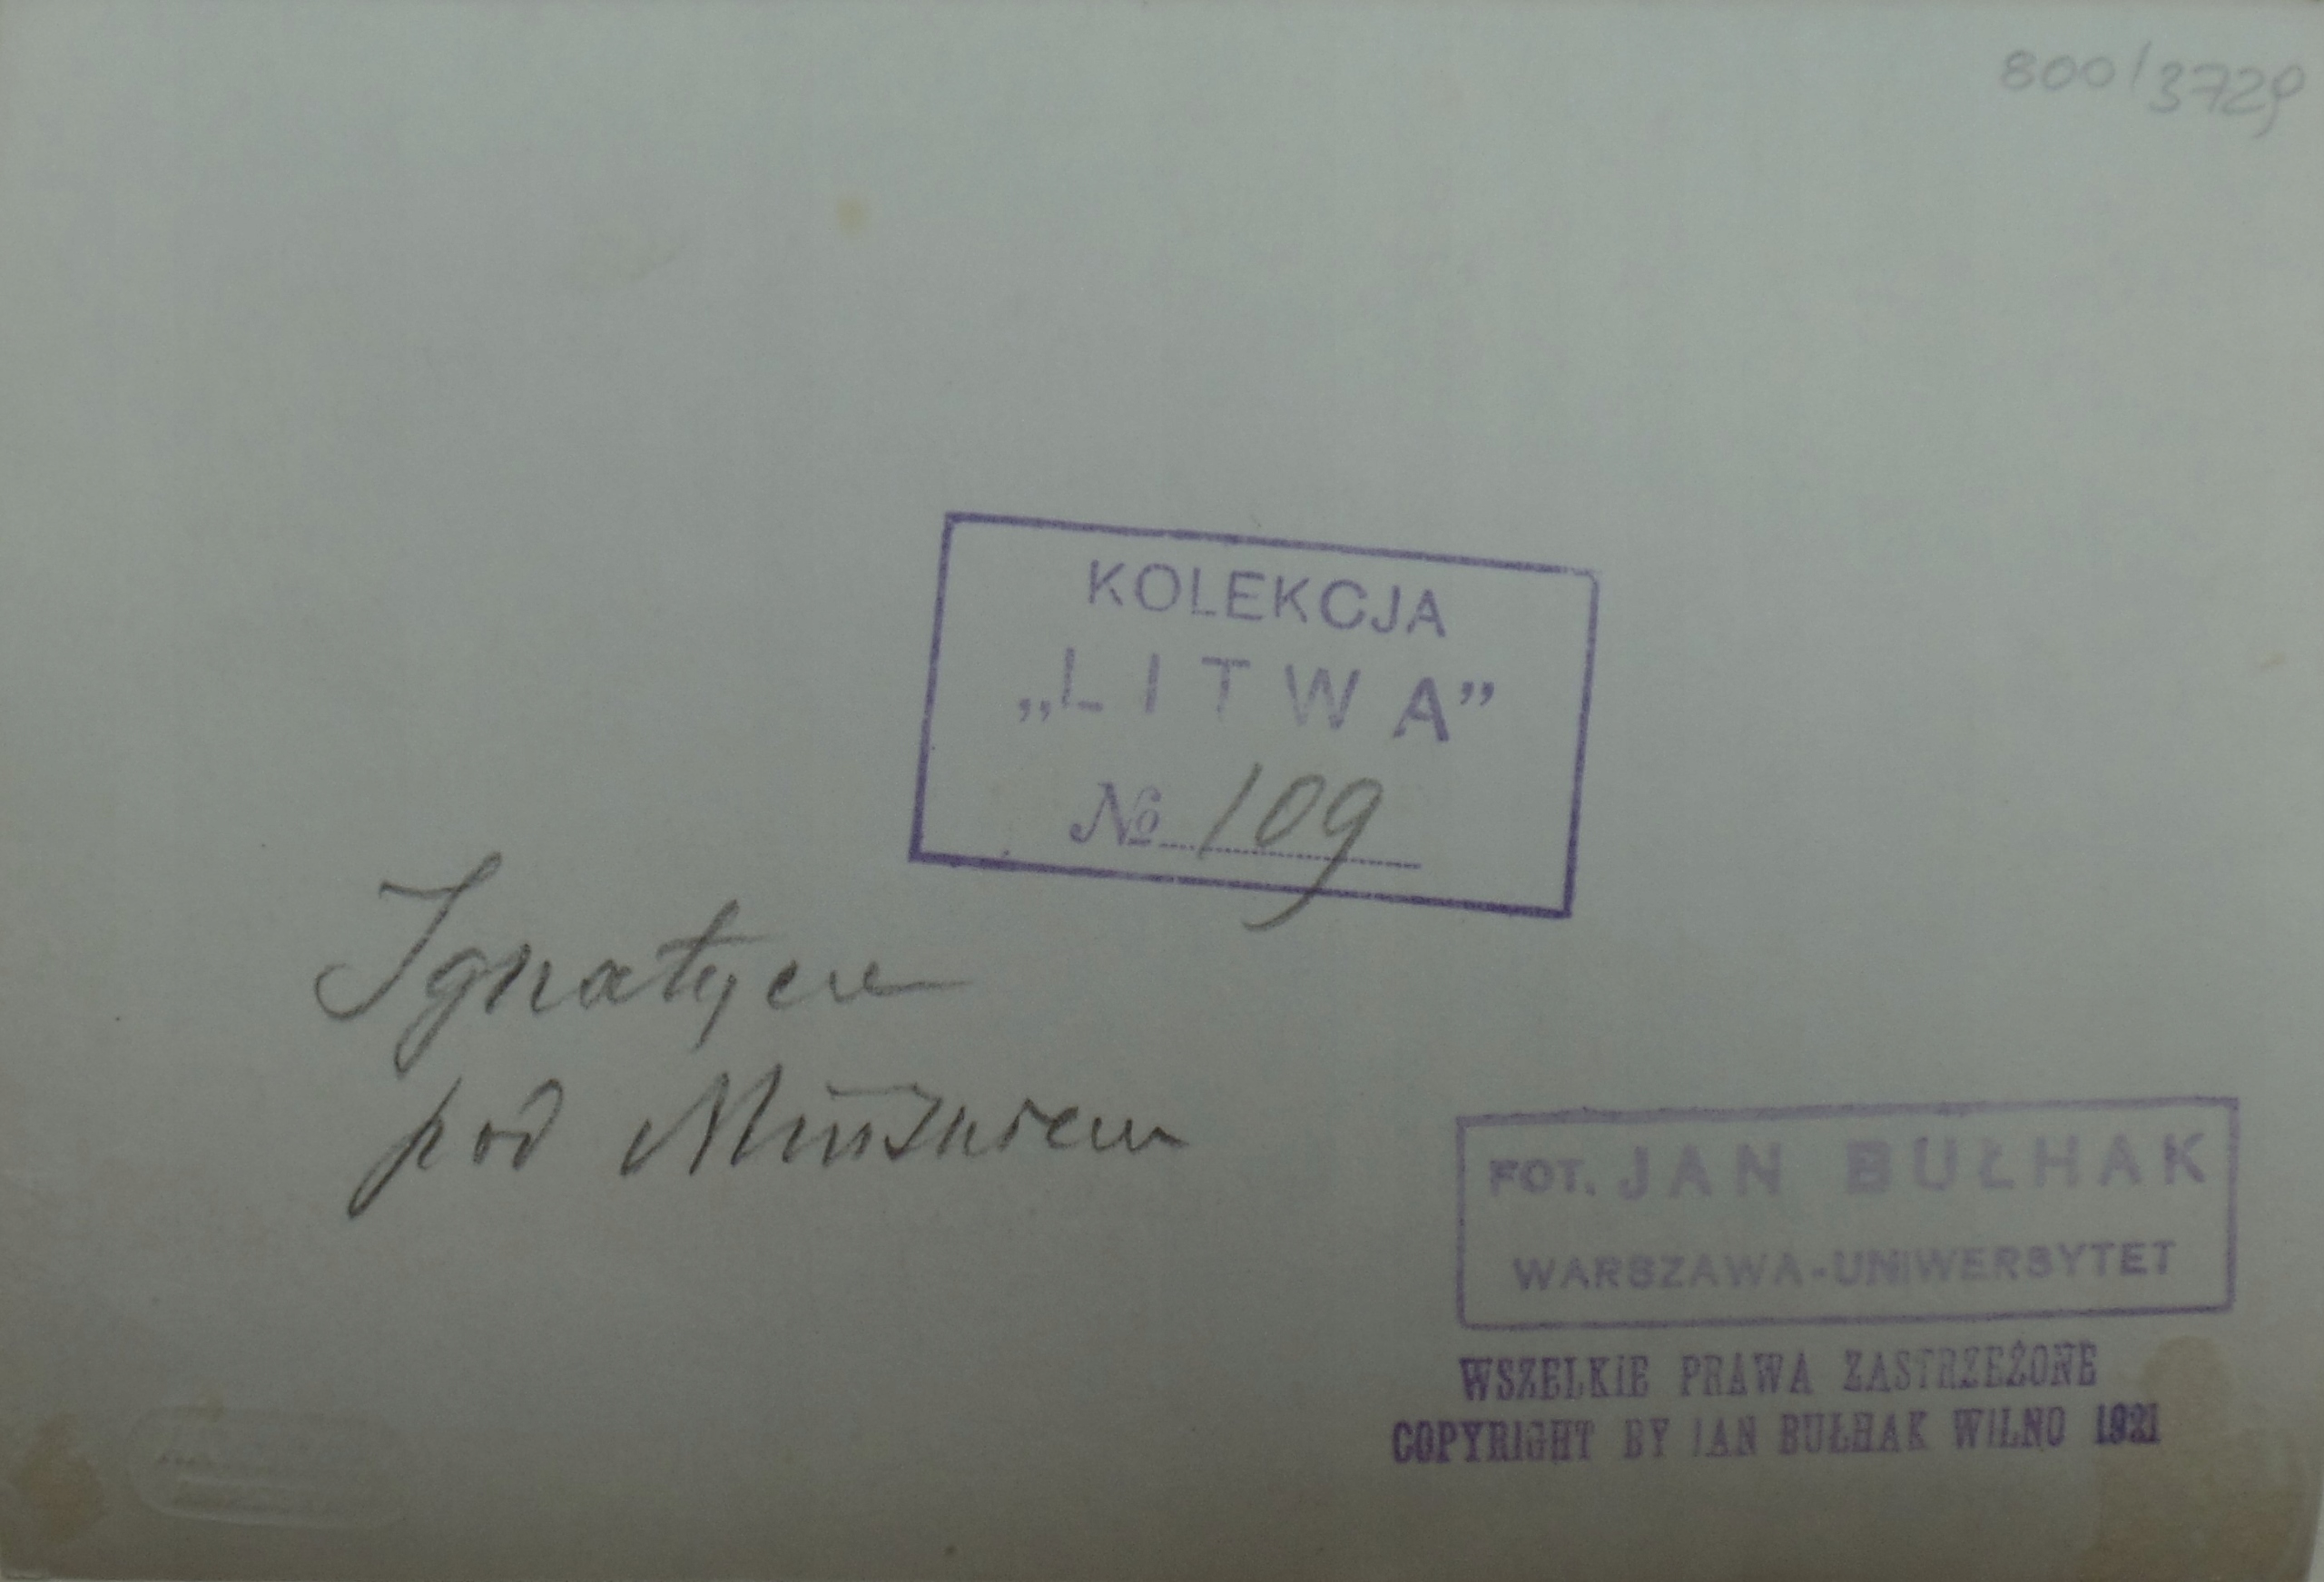 800/3729
KOLEKCJA
„LITWA”
№ 109
Ignatycze
pod Mińskiem
FOT. JAN BUŁHAK
WARSZAWA-UNIWERSYTET
WSZELKIE PRAWA ZASTRZEŻONE
COPYRIGHT BY JAN BUŁHAK WILNO 1921